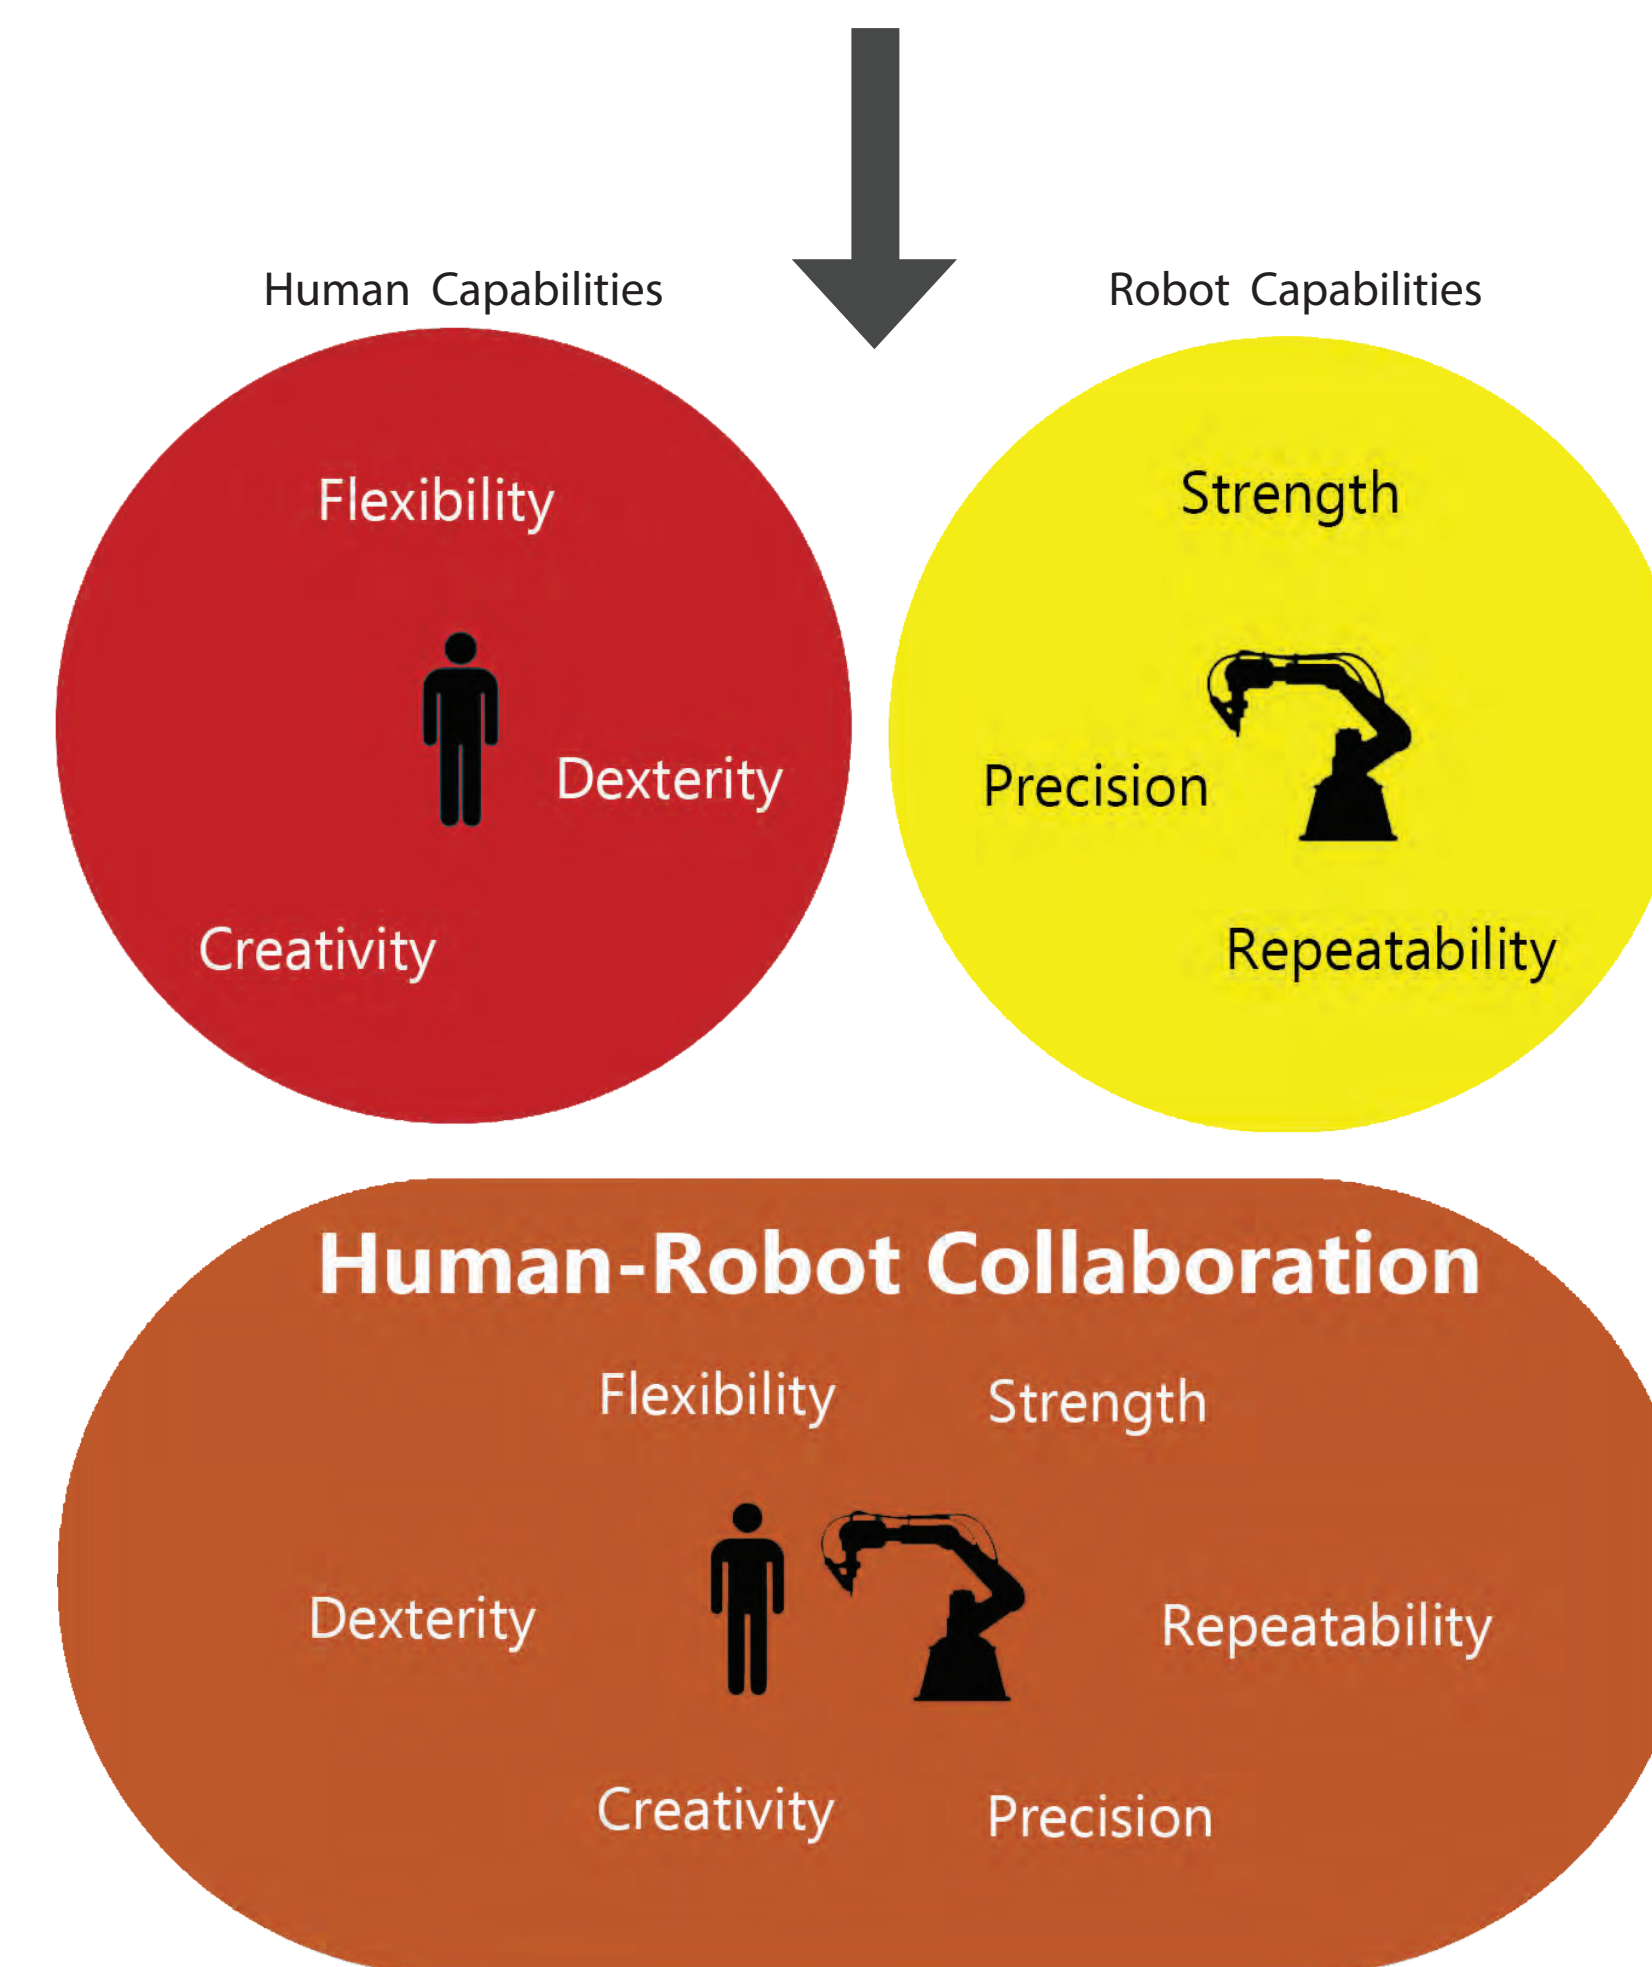 Human Capabilities
Robot Capabilities
Flexibility
Dexterity
Creativity
Strength
Precision
Repeatability
Human-Robot Collaboration
Flexibility Strength
Dexterity Repeatability
Creativity Precision